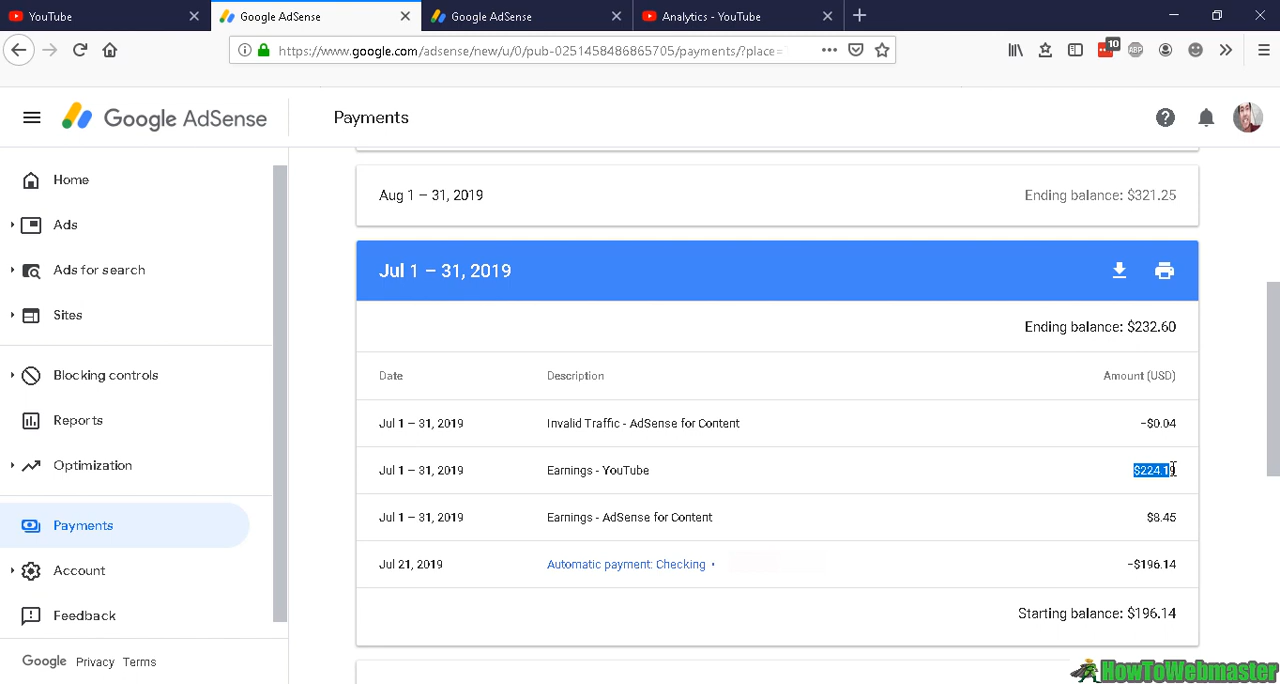 YouTube
Google AdSense
Google AdSense
Analytics - YouTube
https://www.google.com/adsense/new/u/0/pub-0251458486865705/payments/?place=
10
ABP
Google AdSense
Payments
Home
Ads
Ads for search
Sites
Blocking controls
Reports
Optimization
Payments
Account
Feedback
Google Privacy Terms
Aug 1 – 31, 2019 Ending balance: $321.25
Jul 1 – 31, 2019
Ending balance: $232.60
Date Description Amount (USD)
Jul 1 – 31, 2019 Invalid Traffic - AdSense for Content −$0.04
Jul 1 – 31, 2019 Earnings - YouTube $224.19
Jul 1 – 31, 2019 Earnings - AdSense for Content $8.45
Jul 21, 2019 Automatic payment: Checking • −$196.14
Starting balance: $196.14
HowToWebmaster